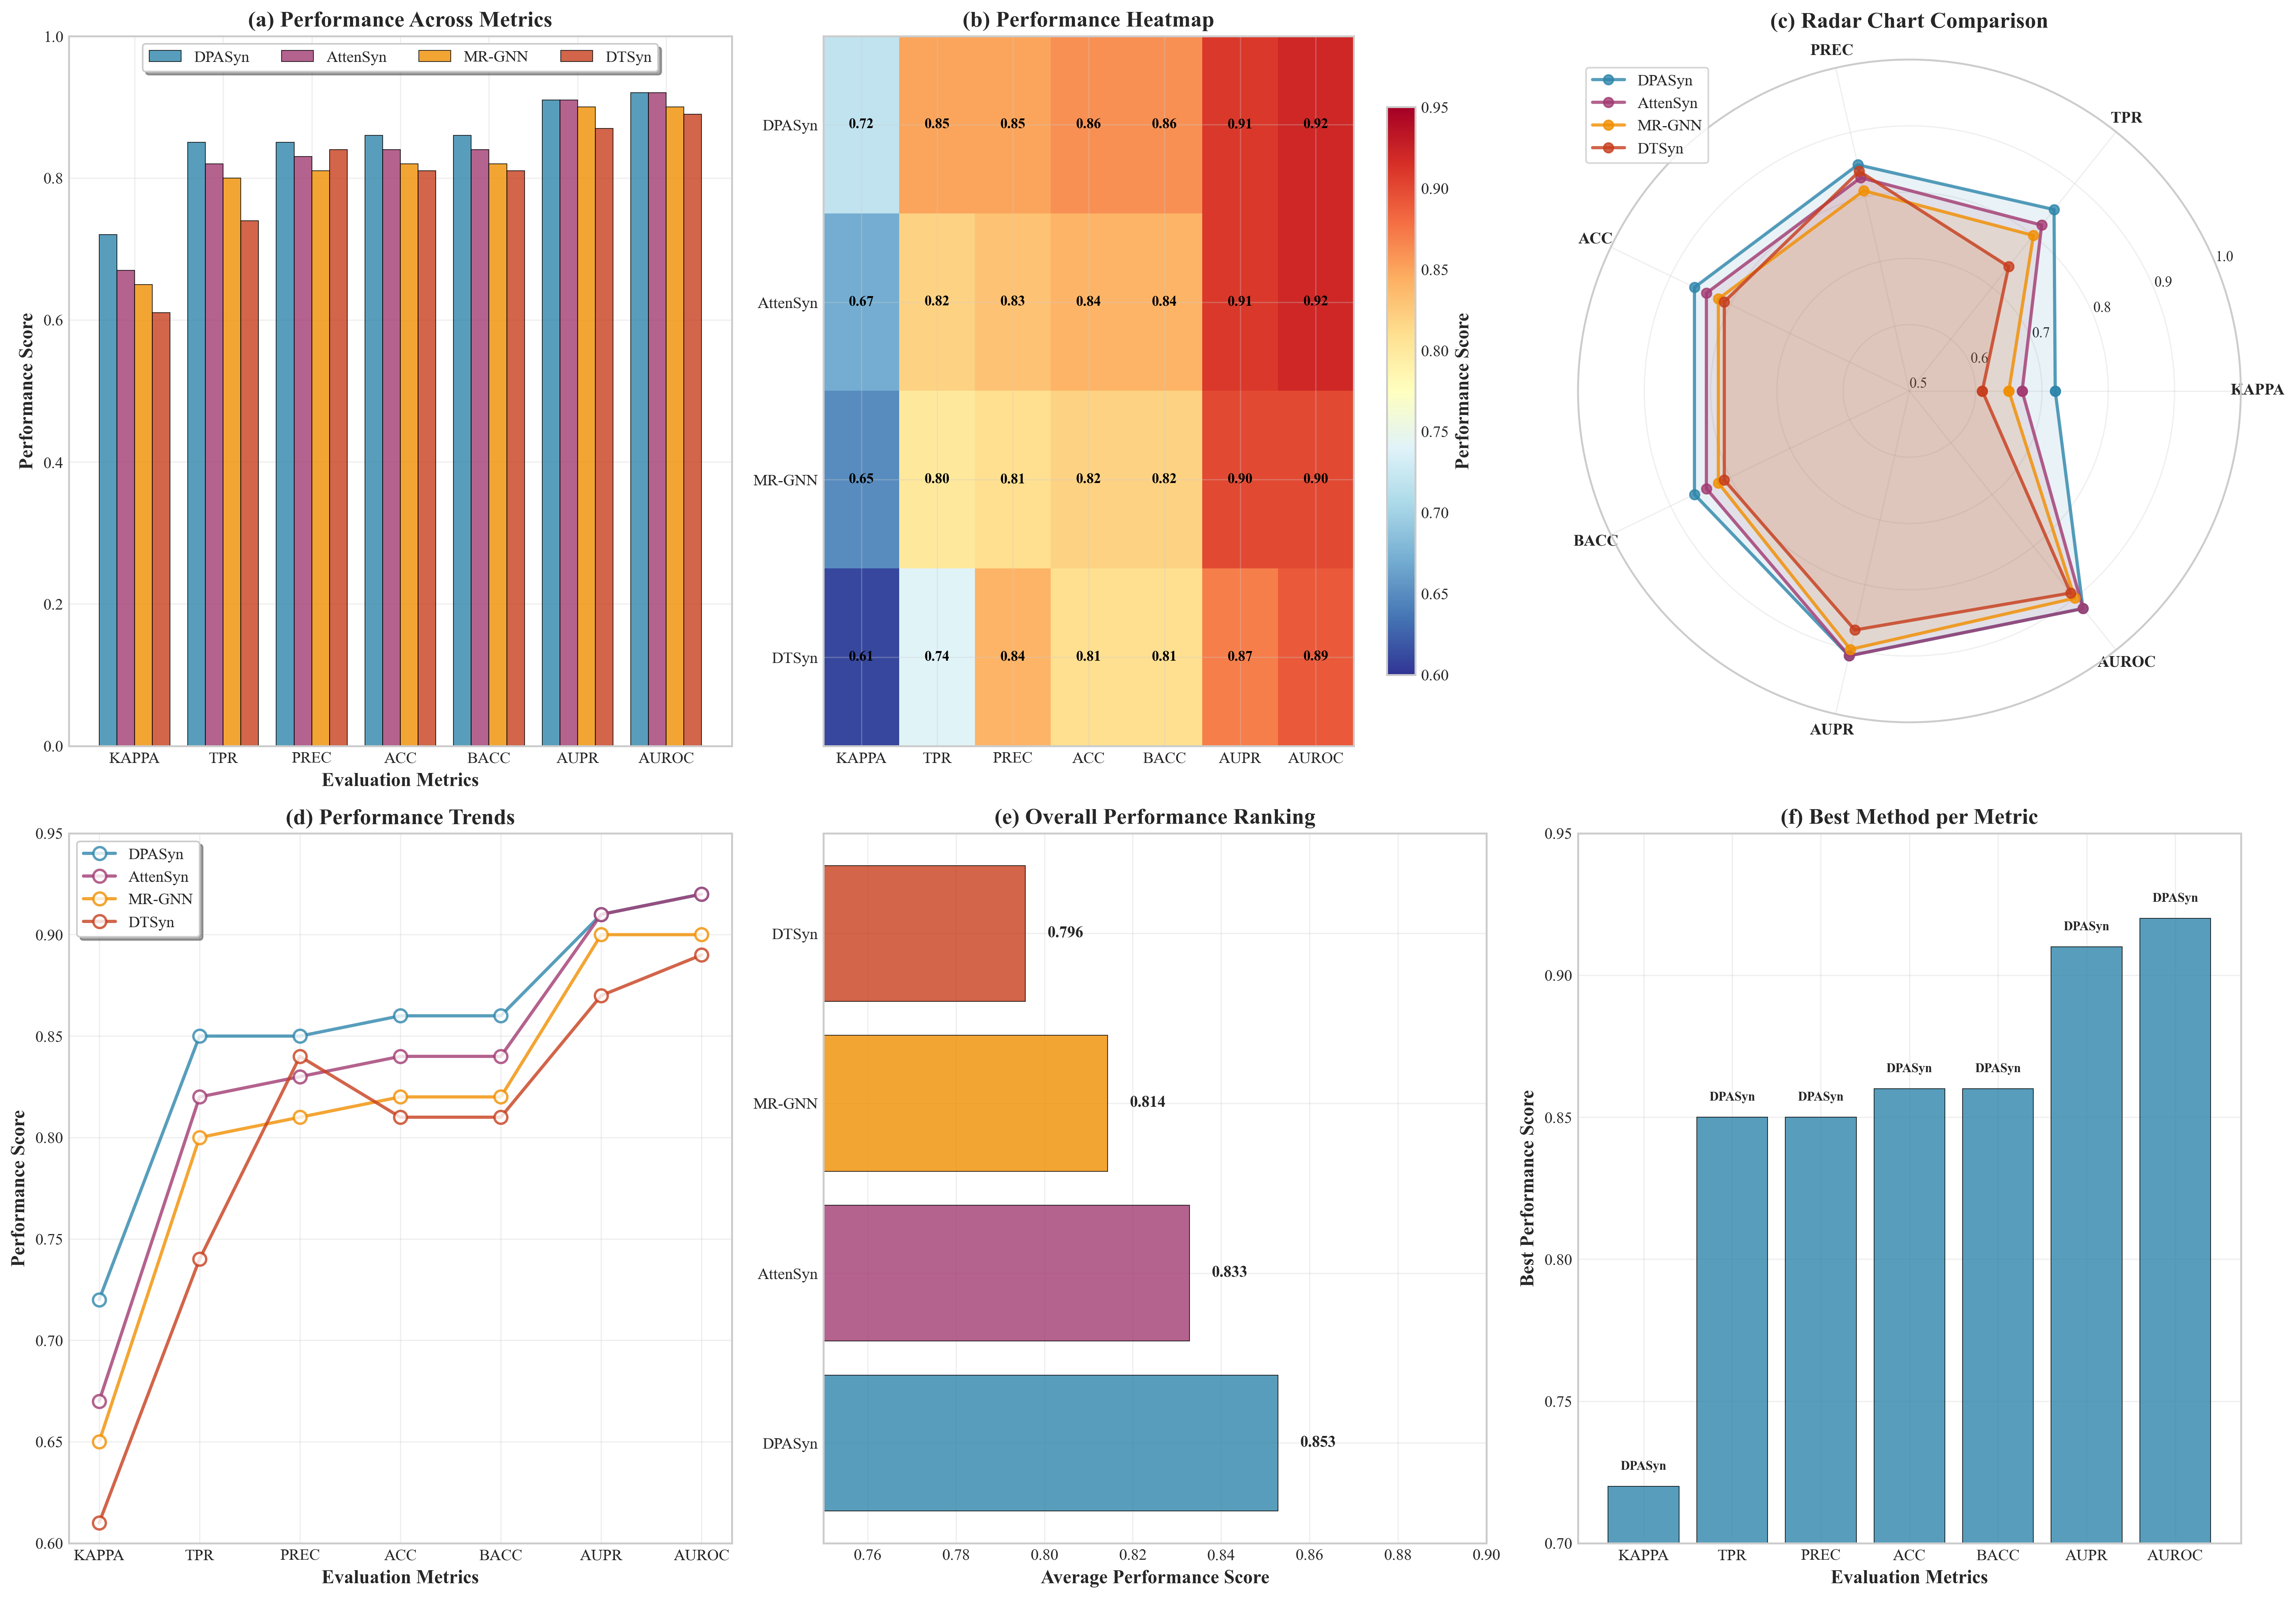 (a) Performance Across Metrics
DPASyn AttenSyn MR-GNN DTSyn
1.0
0.8
0.6
0.4
0.2
0.0
Performance Score
KAPPA TPR PREC ACC BACC AUPR AUROC
Evaluation Metrics
(b) Performance Heatmap
DPASyn 0.72 0.85 0.85 0.86 0.86 0.91 0.92
AttenSyn 0.67 0.82 0.83 0.84 0.84 0.91 0.92
MR-GNN 0.65 0.80 0.81 0.82 0.82 0.90 0.90
DTSyn 0.61 0.74 0.84 0.81 0.81 0.87 0.89
KAPPA TPR PREC ACC BACC AUPR AUROC
0.95
0.90
0.85
0.80
0.75
0.70
0.65
0.60
Performance Score
(c) Radar Chart Comparison
DPASyn
AttenSyn
MR-GNN
DTSyn
PREC
TPR
ACC
KAPPA
BACC
AUPR
AUROC
1.0
0.9
0.8
0.7
0.6
0.5
(d) Performance Trends
DPASyn
AttenSyn
MR-GNN
DTSyn
0.95
0.90
0.85
0.80
0.75
0.70
0.65
0.60
Performance Score
KAPPA TPR PREC ACC BACC AUPR AUROC
Evaluation Metrics
(e) Overall Performance Ranking
DTSyn 0.796
MR-GNN 0.814
AttenSyn 0.833
DPASyn 0.853
0.76 0.78 0.80 0.82 0.84 0.86 0.88 0.90
Average Performance Score
(f) Best Method per Metric
0.95
0.90
0.85
0.80
0.75
0.70
Best Performance Score
DPASyn DPASyn DPASyn DPASyn DPASyn DPASyn DPASyn
KAPPA TPR PREC ACC BACC AUPR AUROC
Evaluation Metrics